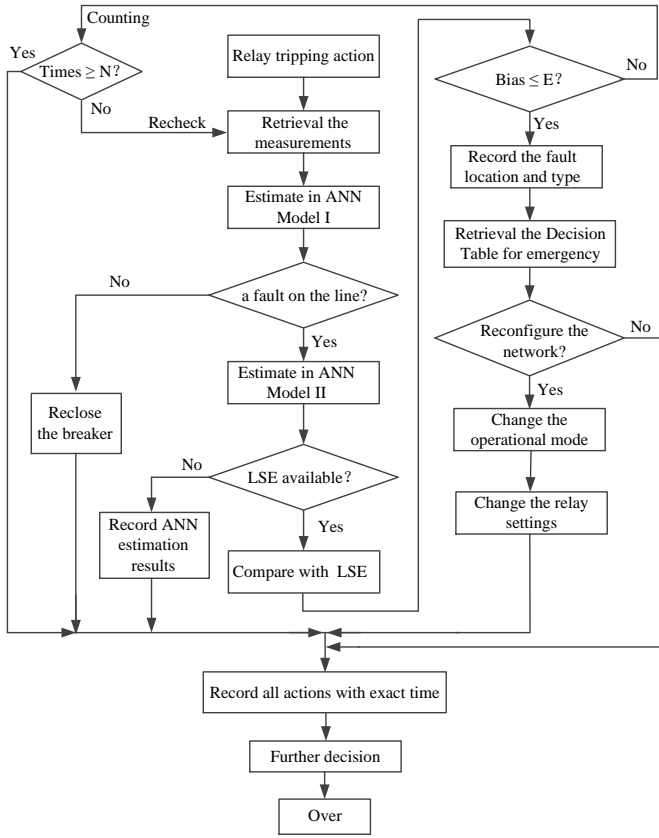 Counting
Yes
Times ≥ N?
No
Recheck
Relay tripping action
Retrieval the
measurements
Estimate in ANN
Model I
a fault on the line?
No
Yes
Reclose
the breaker
Estimate in ANN
Model II
LSE available?
No
Yes
Record ANN
estimation
results
Compare with LSE
Bias ≤ E?
No
Yes
Record the fault
location and type
Retrieval the Decision
Table for emergency
Reconfigure the
network?
No
Yes
Change the
operational mode
Change the relay
settings
Record all actions with exact time
Further decision
Over